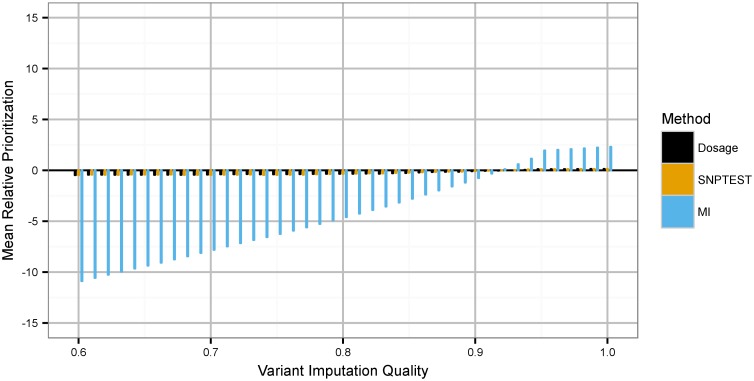 15
10
5
0
-5
-10
-15
Mean Relative Prioritization
0.6 0.7 0.8 0.9 1.0
Variant Imputation Quality
Method
Dosage
SNPTEST
MI